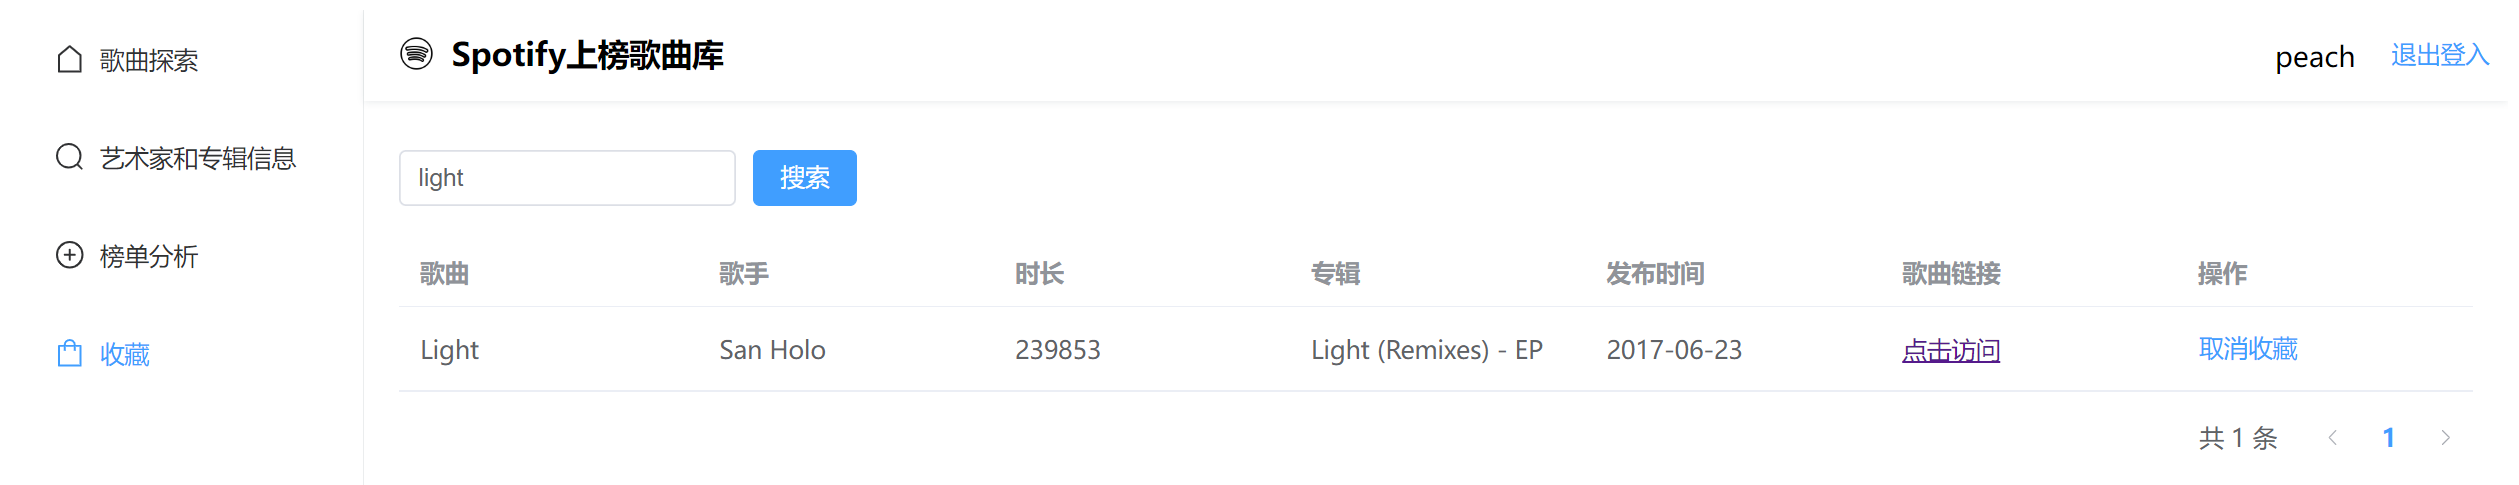 歌曲探索
艺术家和专辑信息
榜单分析
收藏
Spotify上榜歌曲库
peach 退出登入
light 搜索
歌曲 歌手 时长 专辑 发布时间 歌曲链接 操作
Light San Holo 239853 Light (Remixes) - EP 2017-06-23 点击访问 取消收藏
共 1 条 1